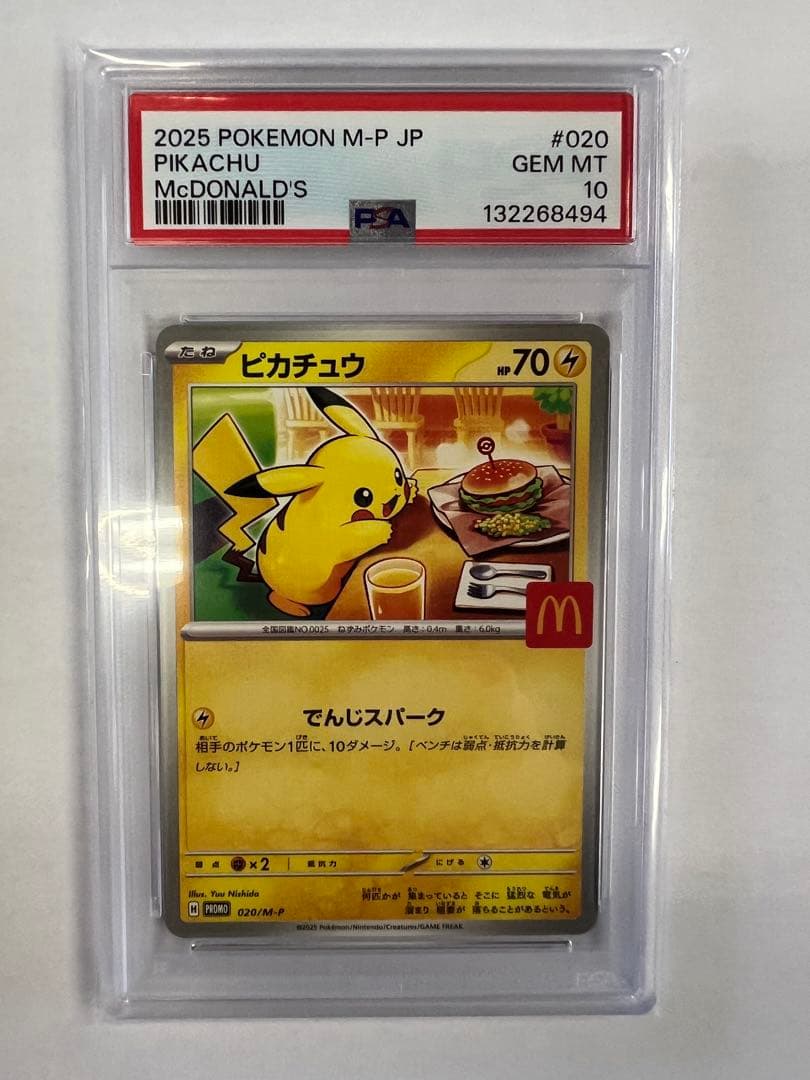 2025 POKEMON M-P JP #020
PIKACHU GEM MT
McDONALD'S 10
PSA 132268494
たね ピカチュウ HP70
全国図鑑NO.0025 ねずみポケモン 高さ:0.4m 重さ:6.0kg
M
でんじスパーク
相手のポケモン1匹に、10ダメージ。[ベンチは弱点・抵抗力を計算
しない。]
弱点 ×2 抵抗力 にげる
Illus. Yuu Nishida
何匹かが 集まっていると そこに 猛烈な 電気が
溜まり 稲妻が 落ちることがあるという。
H PROMO 020/M-P
©2025 Pokémon/Nintendo/Creatures/GAME FREAK.